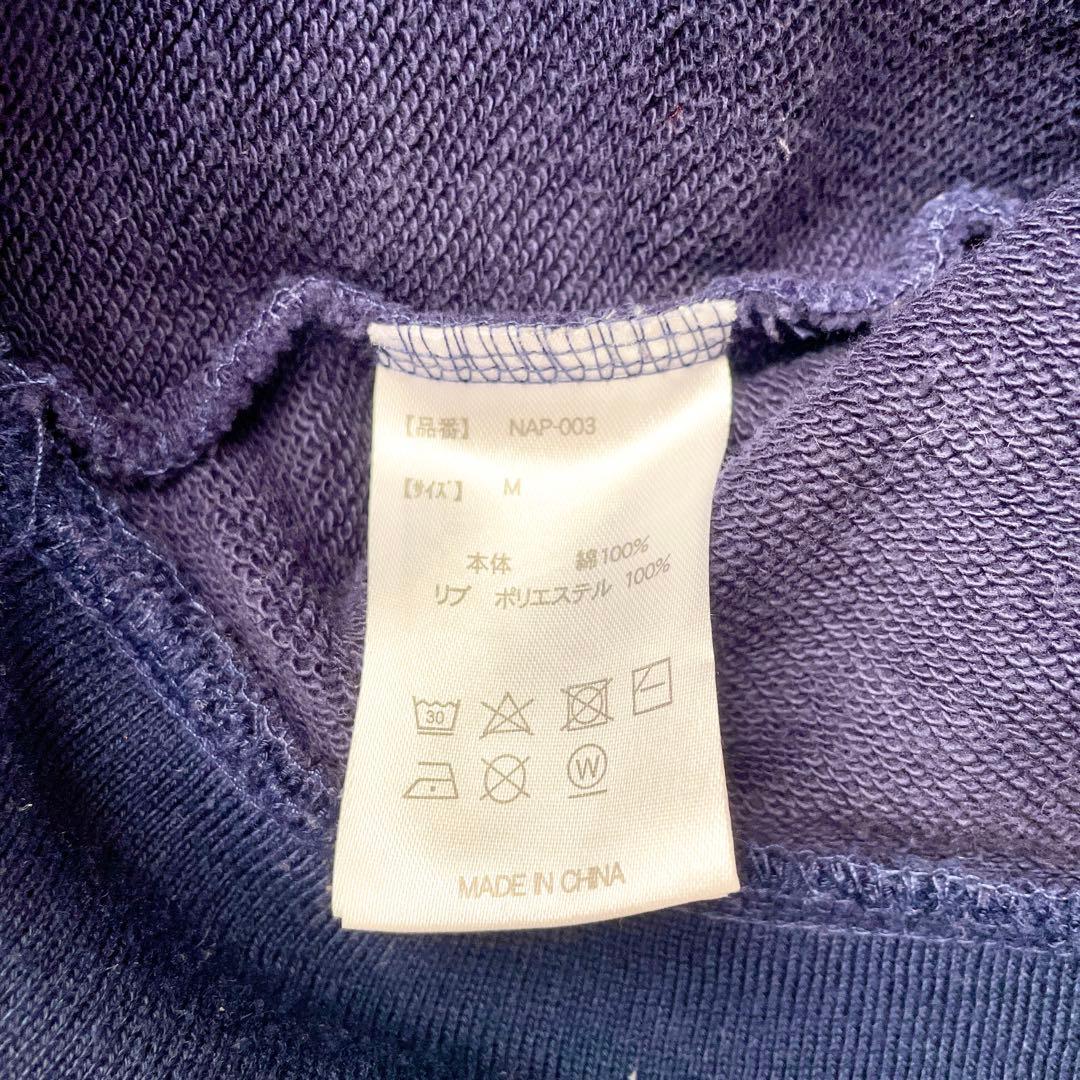 【品番】 NAP-003
【ｻｲｽﾞ】 M
本体 綿100%
リブ ポリエステル 100%
30
W
MADE IN CHINA